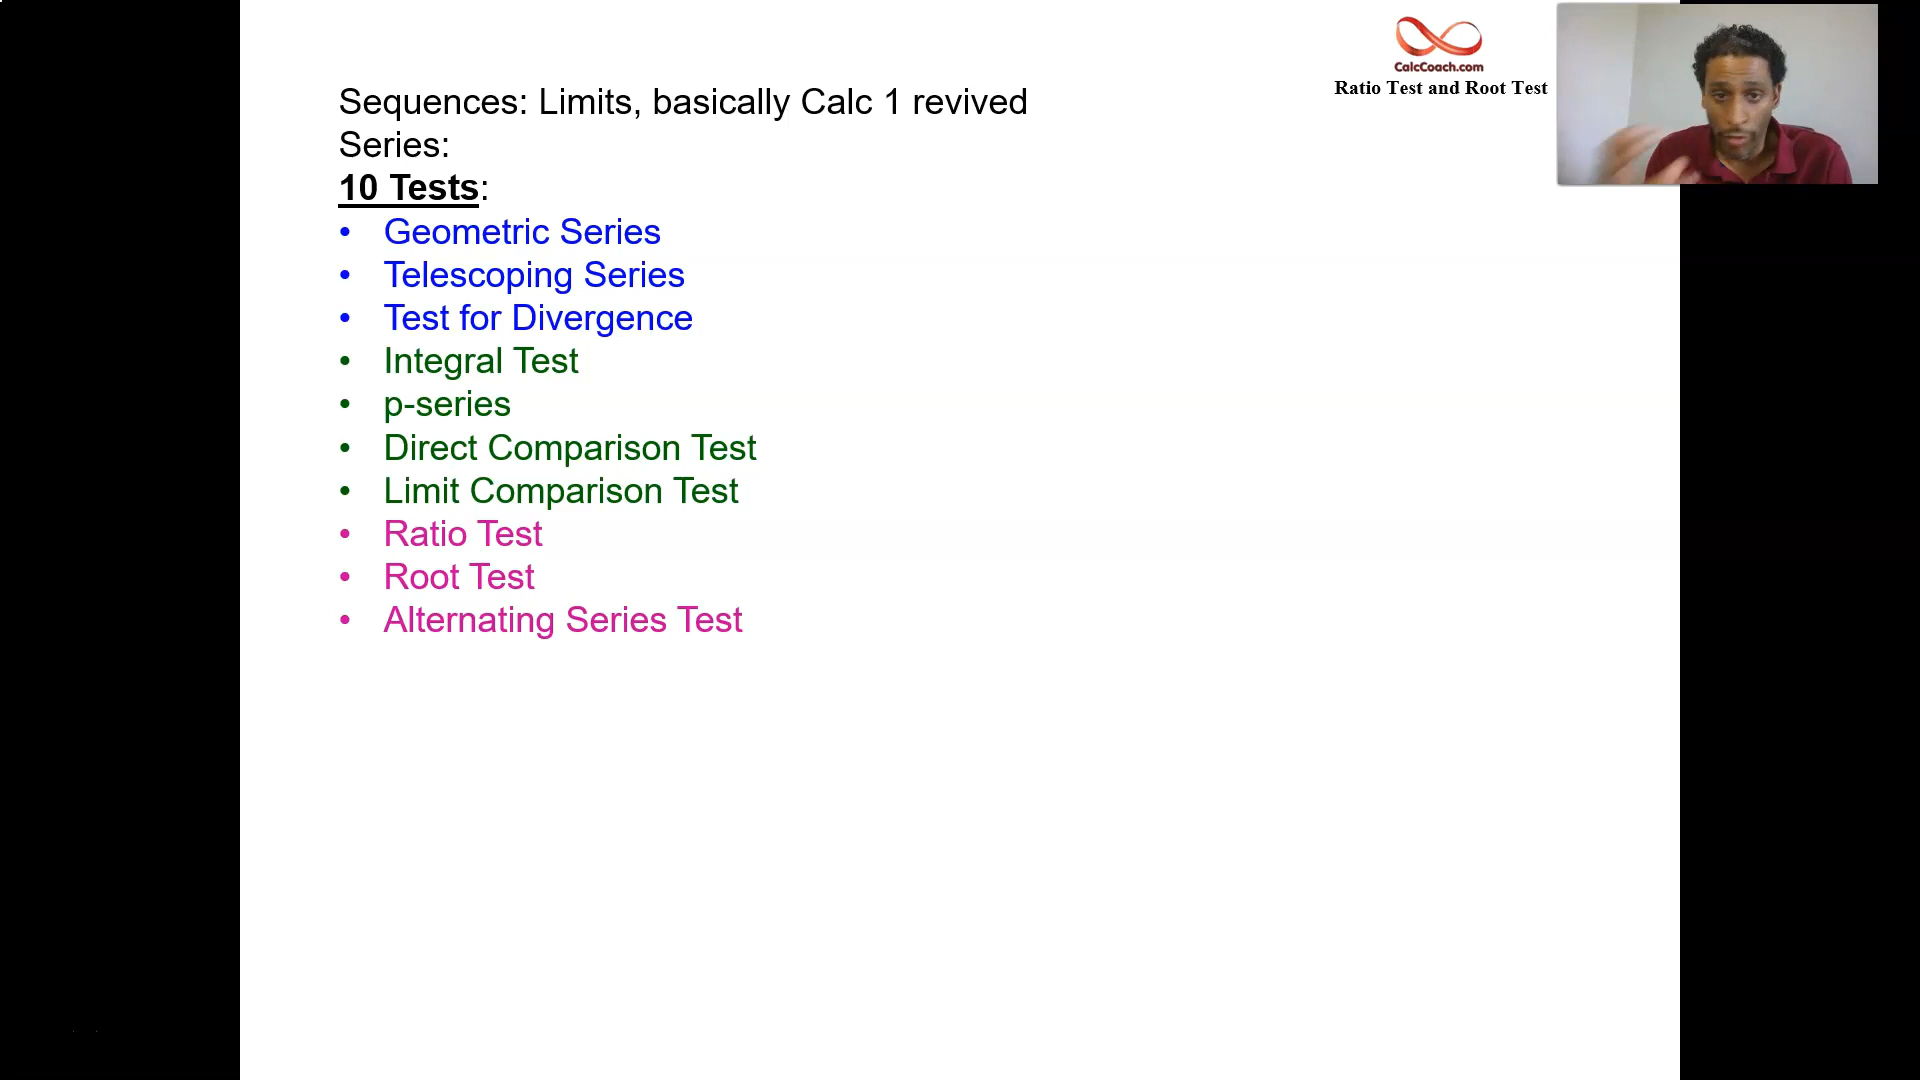 Sequences: Limits, basically Calc 1 revived
Series:
10 Tests:
• Geometric Series
• Telescoping Series
• Test for Divergence
• Integral Test
• p-series
• Direct Comparison Test
• Limit Comparison Test
• Ratio Test
• Root Test
• Alternating Series Test
CalcCoach.com
Ratio Test and Root Test